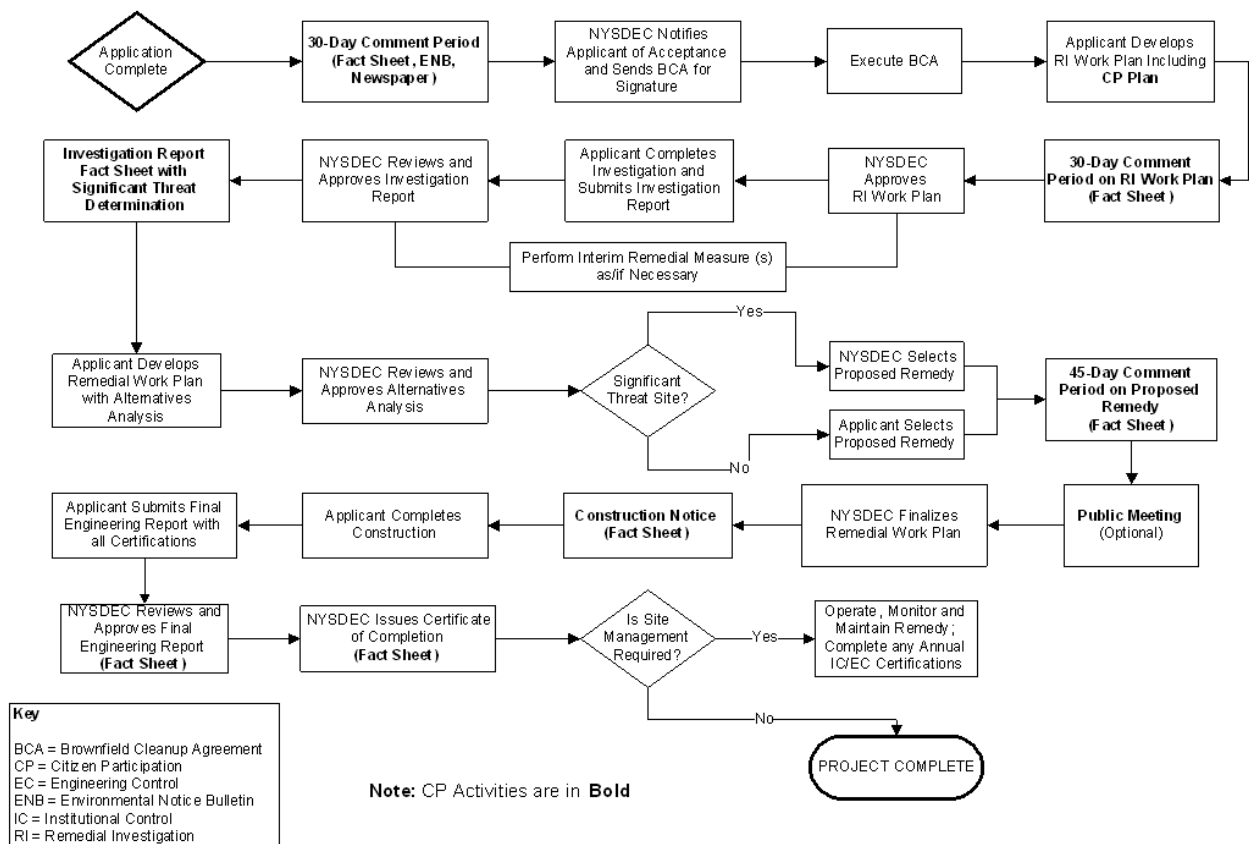 Application
Complete
30-Day Comment Period
(Fact Sheet, ENB,
Newspaper)
NYSDEC Notifies
Applicant of Acceptance
and Sends BCA for
Signature
Execute BCA
Applicant Develops
RI Work Plan Including
CP Plan
30-Day Comment
Period on RI Work Plan
(Fact Sheet)
NYSDEC
Approves
RI Work Plan
Applicant Completes
Investigation and
Submits Investigation
Report
NYSDEC Reviews and
Approves Investigation
Report
Investigation Report
Fact Sheet with
Significant Threat
Determination
Perform Interim Remedial Measure (s)
as/if Necessary
Applicant Develops
Remedial Work Plan
with Alternatives
Analysis
NYSDEC Reviews and
Approves Alternatives
Analysis
Significant
Threat Site?
Yes
No
NYSDEC Selects
Proposed Remedy
Applicant Selects
Proposed Remedy
45-Day Comment
Period on Proposed
Remedy
(Fact Sheet)
Public Meeting
(Optional)
NYSDEC Finalizes
Remedial Work Plan
Construction Notice
(Fact Sheet)
Applicant Completes
Construction
Applicant Submits Final
Engineering Report with
all Certifications
NYSDEC Reviews and
Approves Final
Engineering Report
(Fact Sheet)
NYSDEC Issues Certificate
of Completion
(Fact Sheet)
Is Site
Management
Required?
Yes
Operate, Monitor and
Maintain Remedy;
Complete any Annual
IC/EC Certifications
No
PROJECT COMPLETE
Key
BCA = Brownfield Cleanup Agreement
CP = Citizen Participation
EC = Engineering Control
ENB = Environmental Notice Bulletin
IC = Institutional Control
RI = Remedial Investigation
Note: CP Activities are in Bold